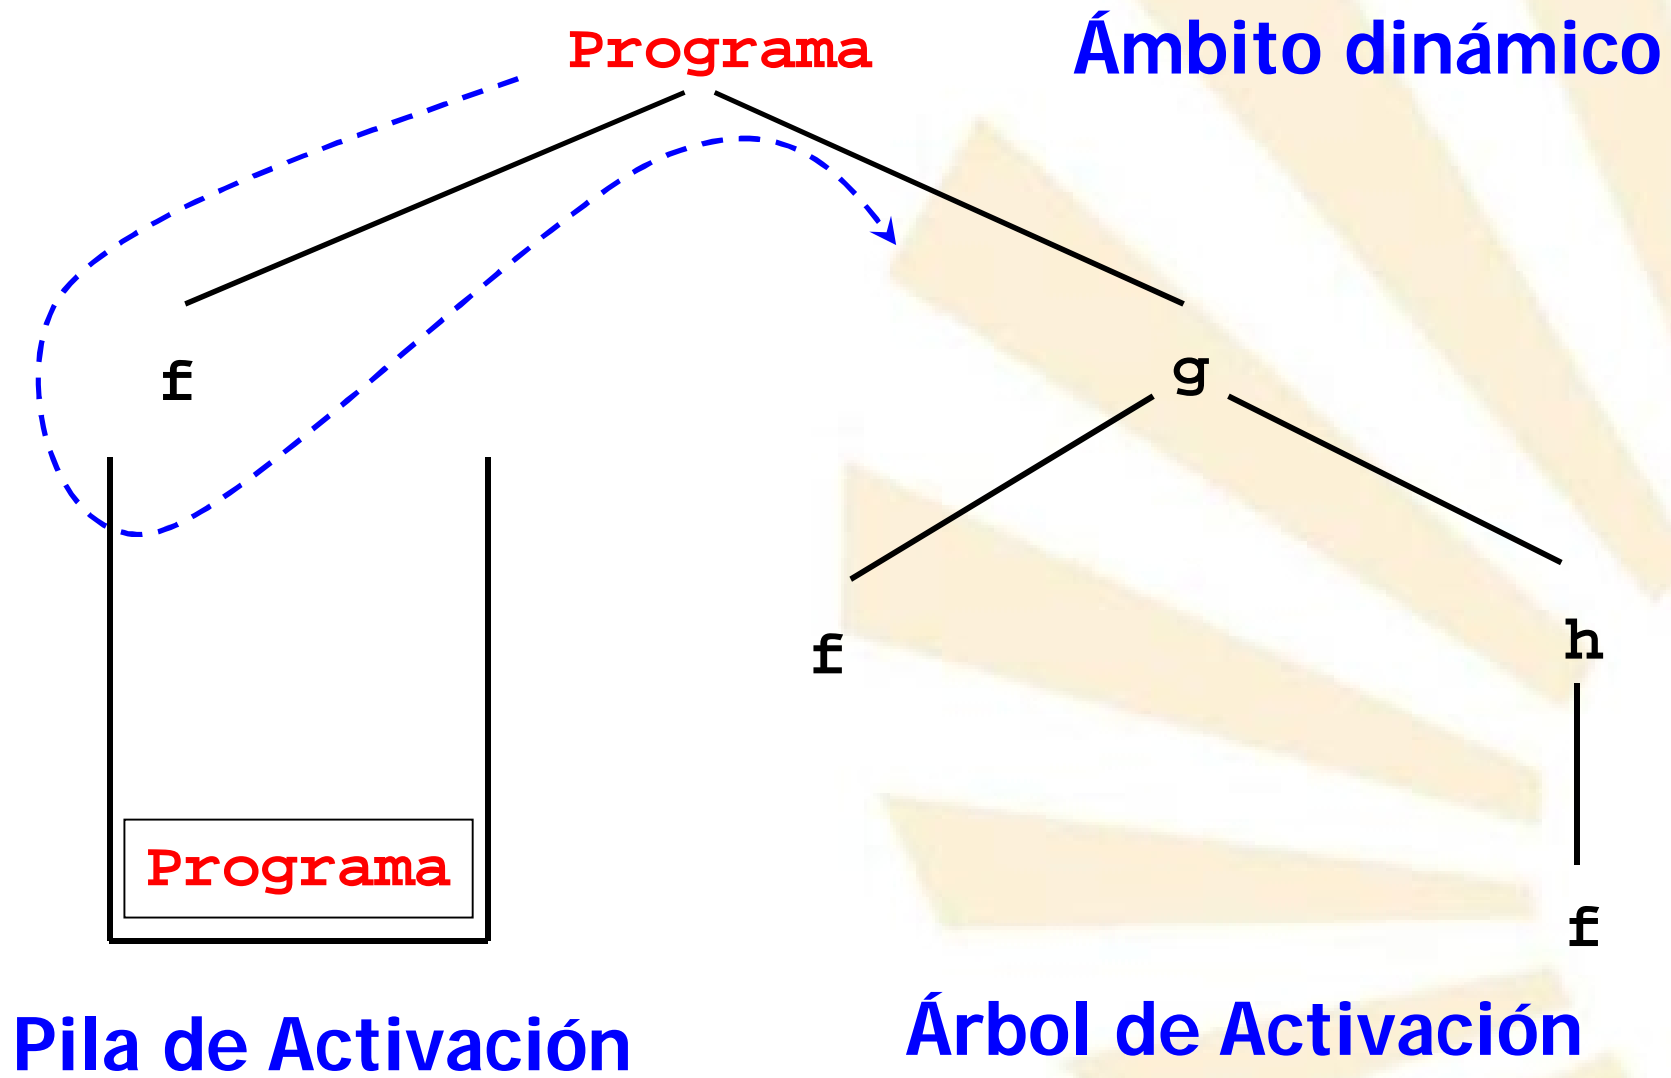 Ámbito dinámico
Programa
f
g
f
h
f
Programa
Pila de Activación
Árbol de Activación